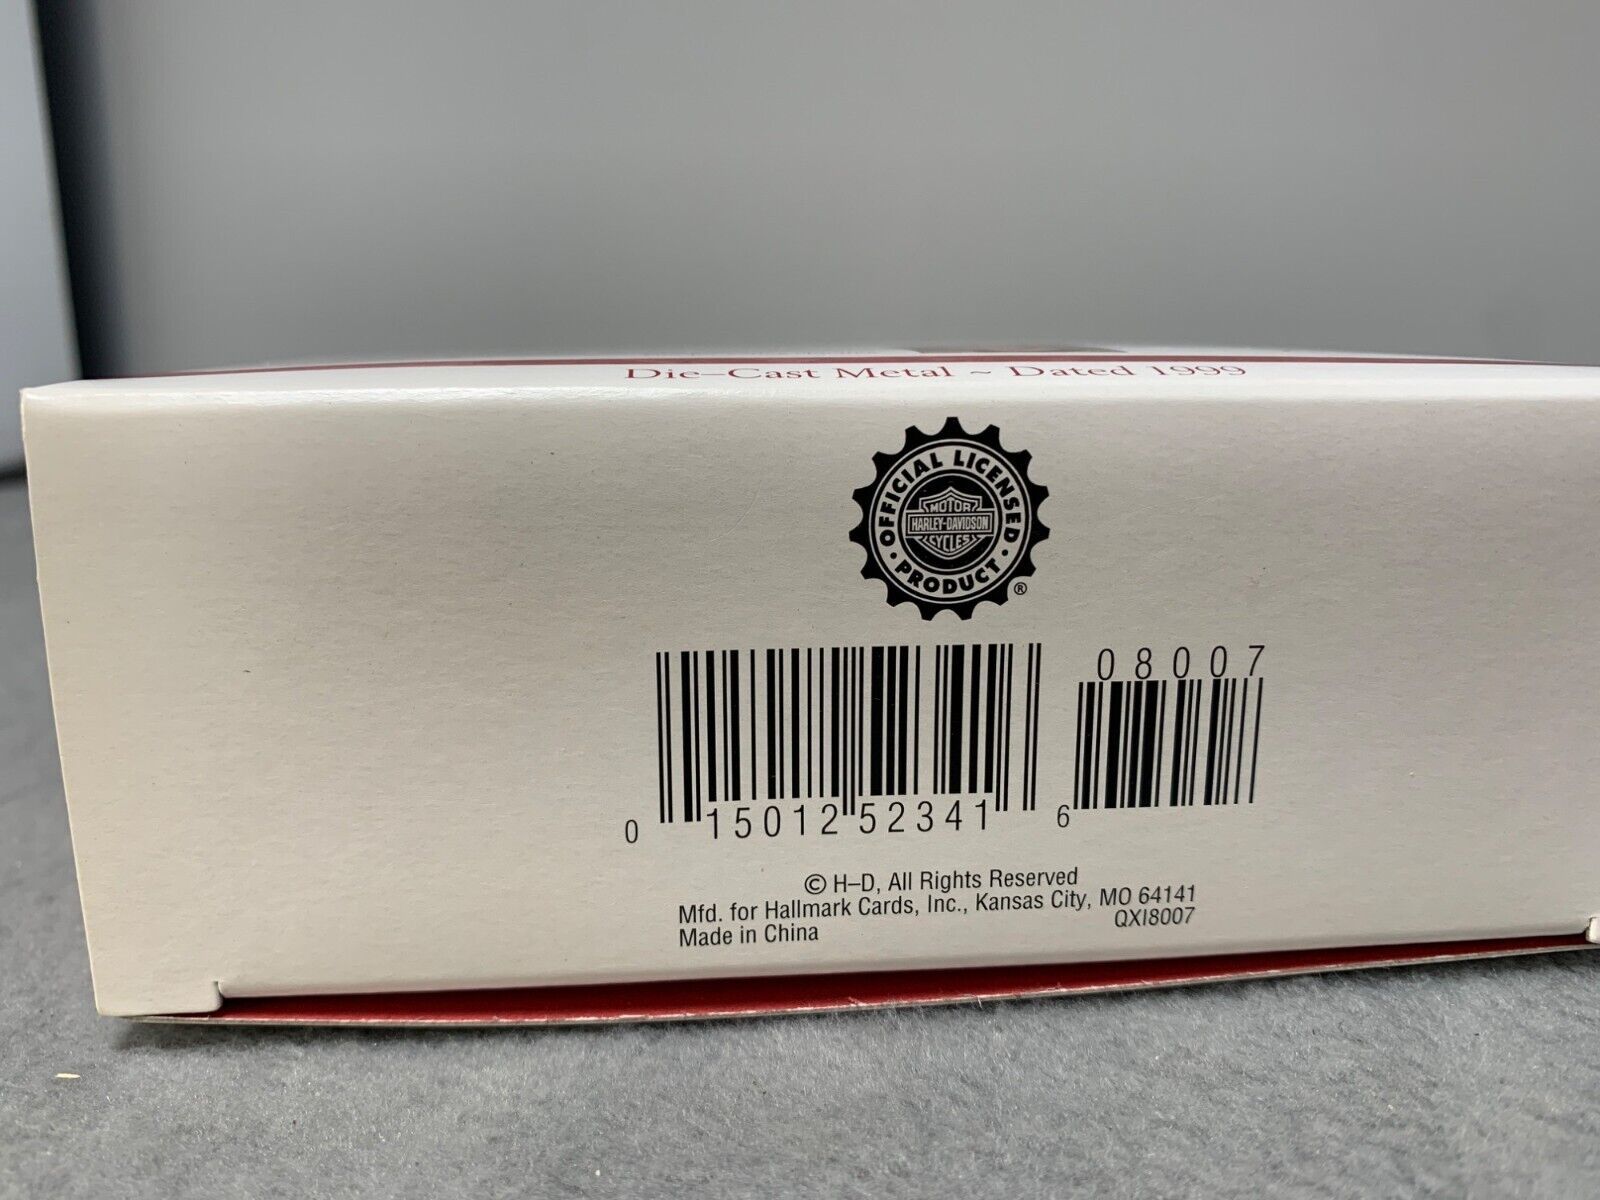 Die-Cast Metal ~ Dated 1999
OFFICIAL LICENSED
MOTOR
HARLEY-DAVIDSON
CYCLES
• PRODUCT •
®
08007
0 15012 52341 6
© H–D, All Rights Reserved
Mfd. for Hallmark Cards, Inc., Kansas City, MO 64141
QXI8007
Made in China